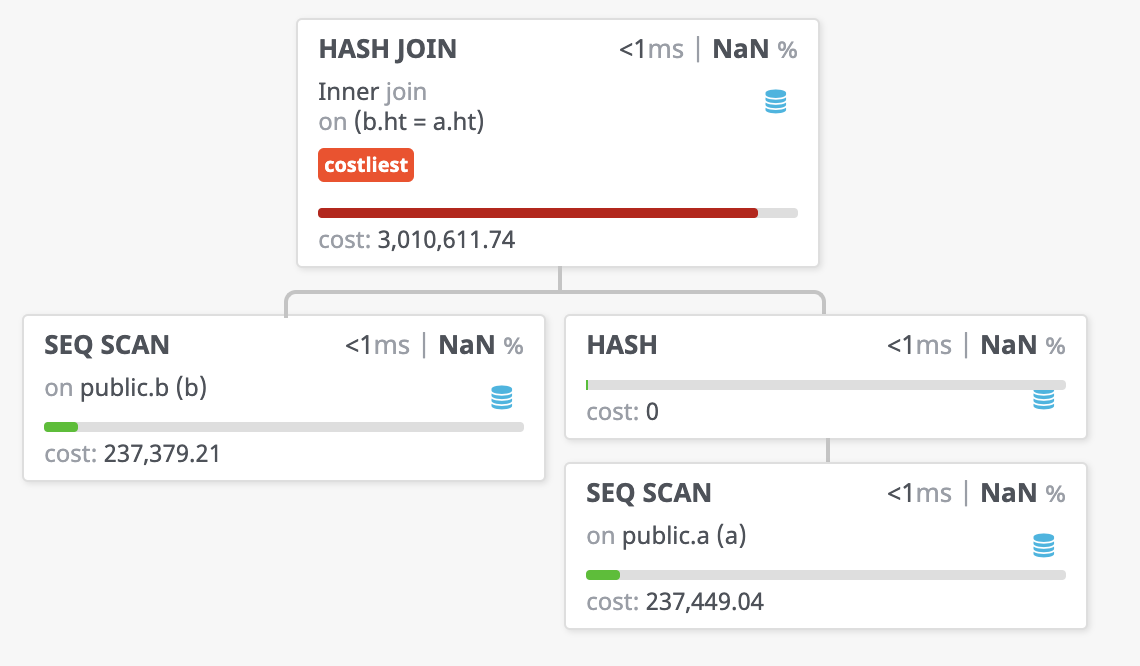 HASH JOIN <1ms | NaN %
Inner join
on (b.ht = a.ht)
costliest
cost: 3,010,611.74
SEQ SCAN <1ms | NaN %
on public.b (b)
cost: 237,379.21
HASH <1ms | NaN %
cost: 0
SEQ SCAN <1ms | NaN %
on public.a (a)
cost: 237,449.04